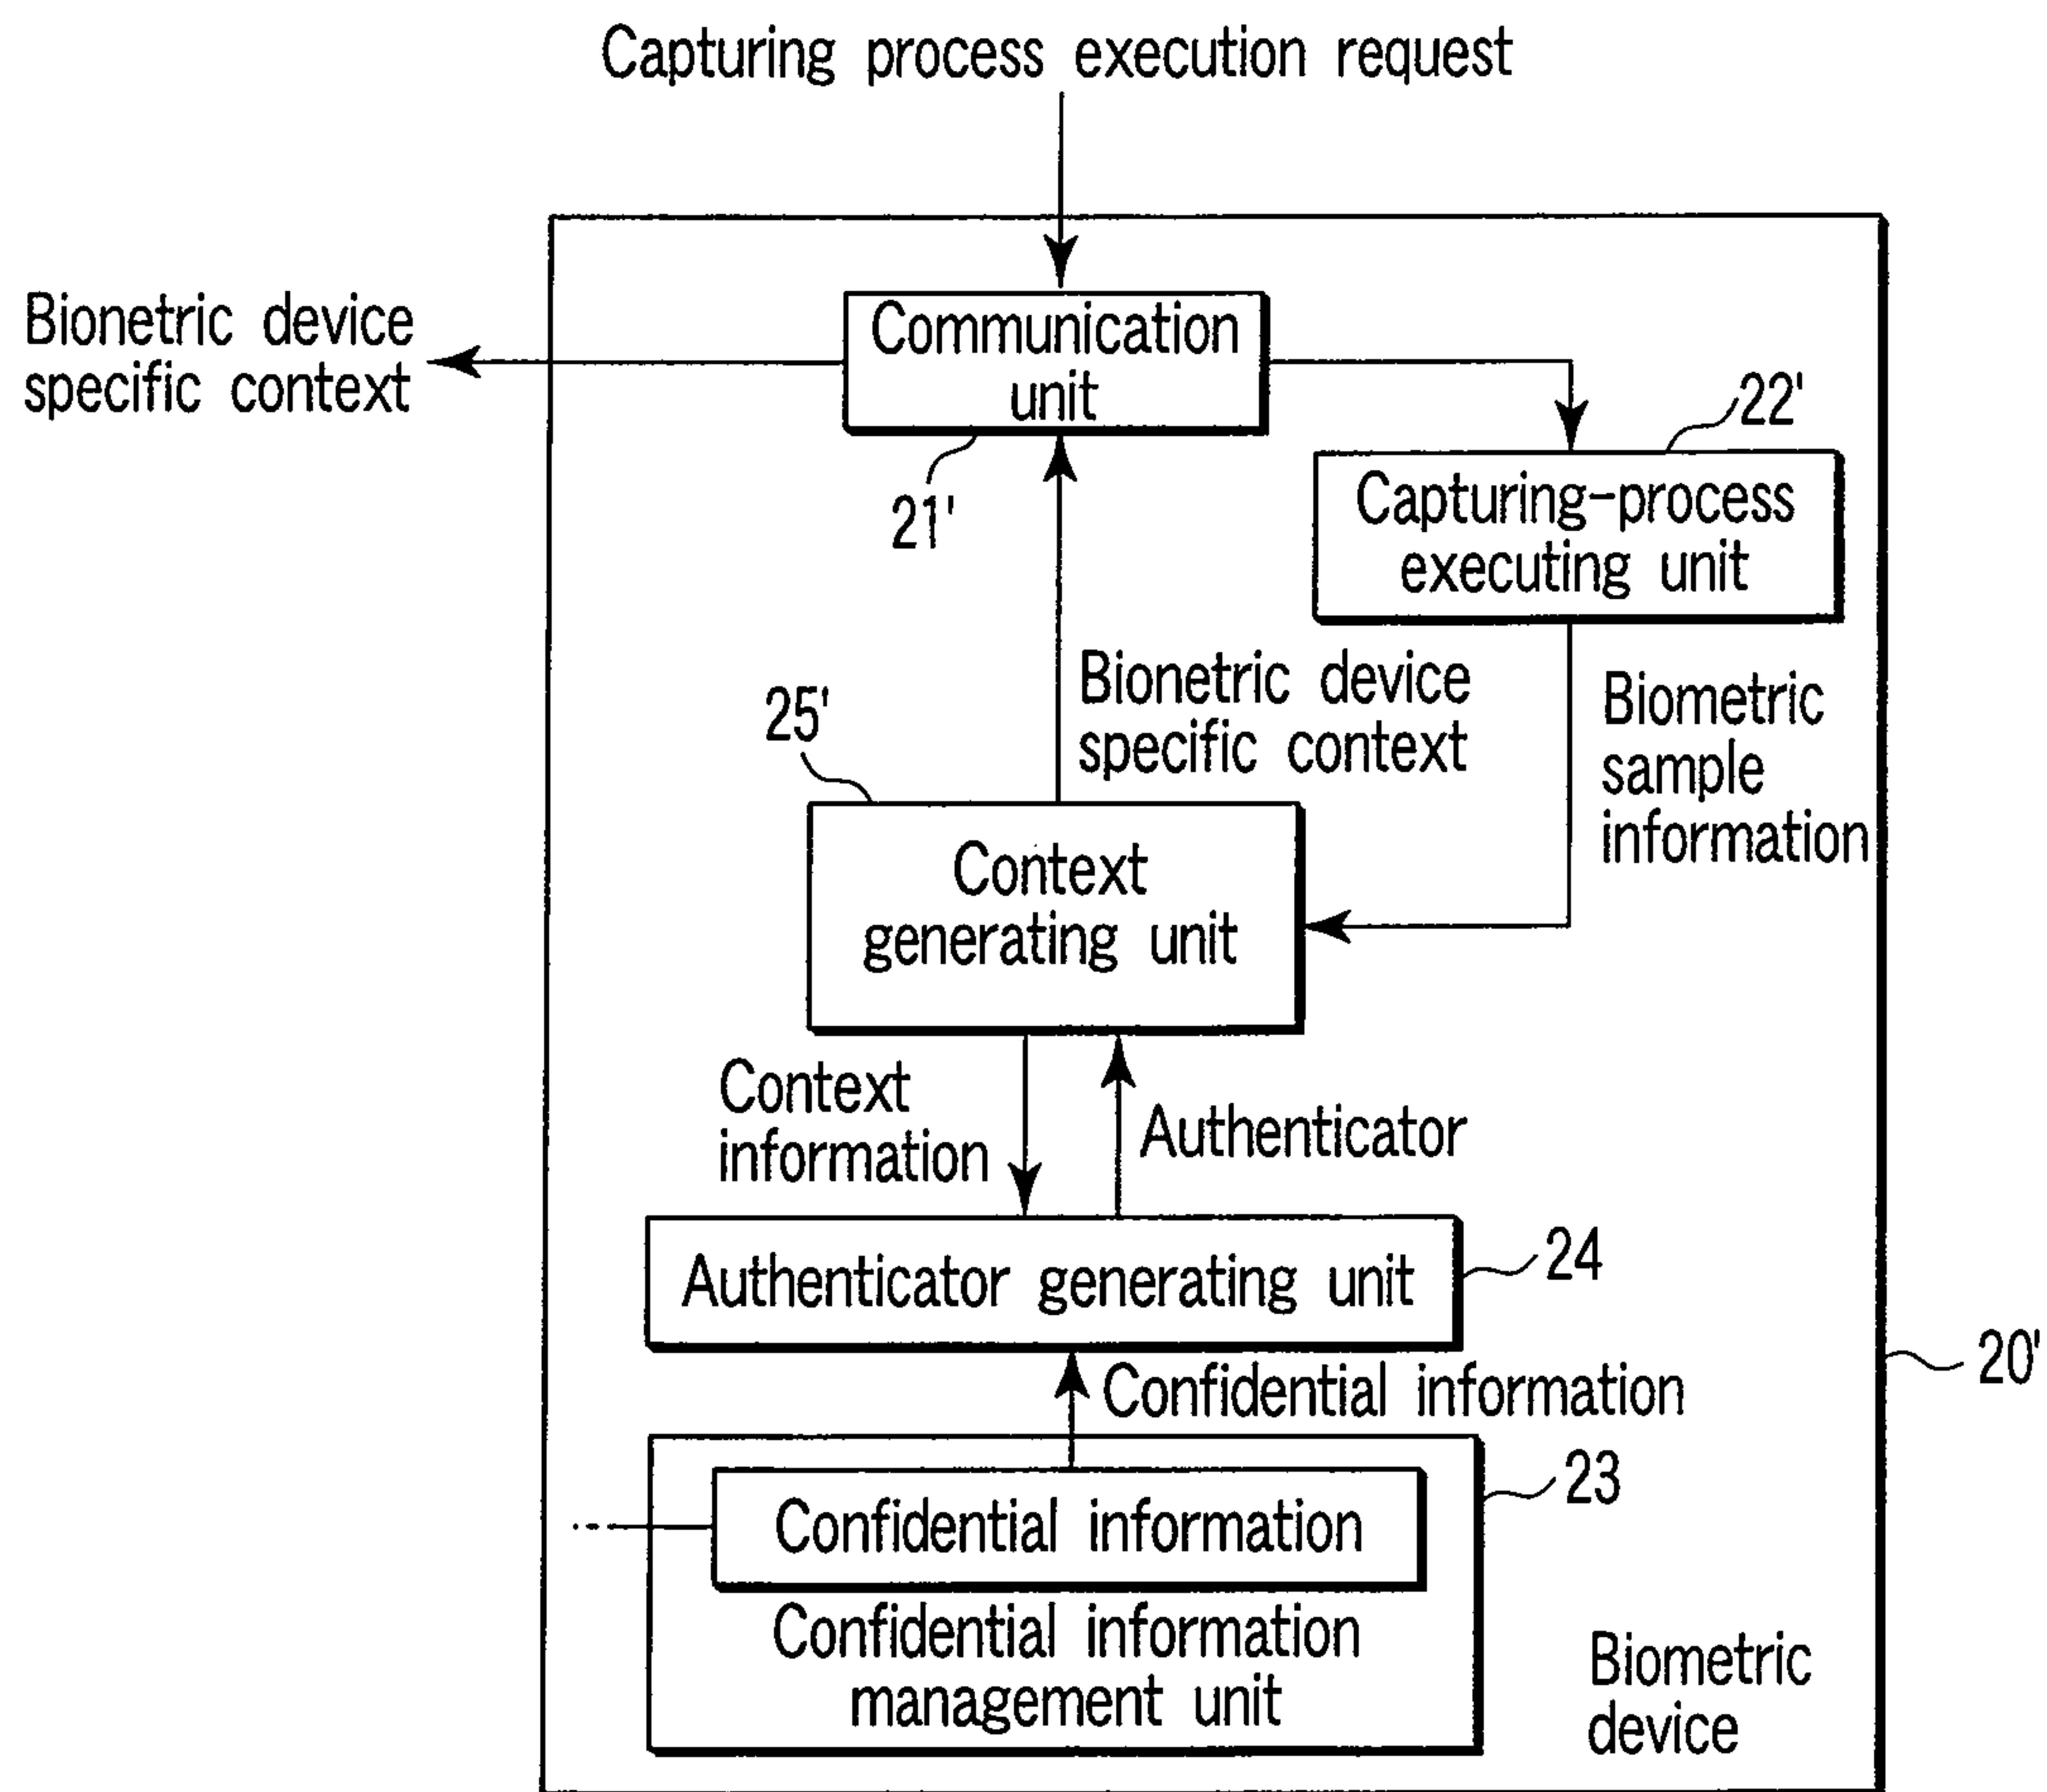 Capturing process execution request
Bionetric device
specific context
Communication
unit
21'
22'
Capturing-process
executing unit
Bionetric device
specific context
Biometric
sample
information
25'
Context
generating unit
Context
information
Authenticator
Authenticator generating unit
24
20'
Confidential information
23
Confidential information
Confidential information
management unit
Biometric
device